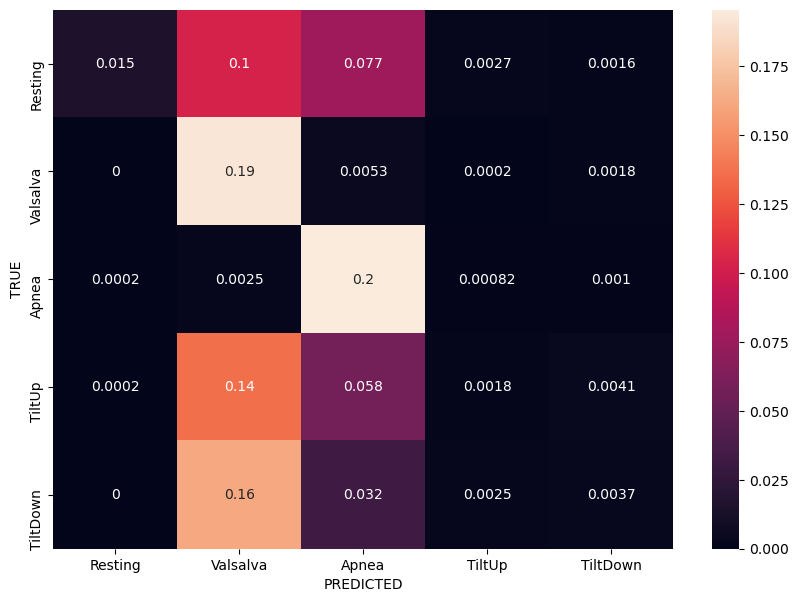 Resting 0.015 0.1 0.077 0.0027 0.0016
Valsalva 0 0.19 0.0053 0.0002 0.0018
Apnea 0.0002 0.0025 0.2 0.00082 0.001
TiltUp 0.0002 0.14 0.058 0.0018 0.0041
TiltDown 0 0.16 0.032 0.0025 0.0037
TRUE
Resting Valsalva Apnea TiltUp TiltDown
PREDICTED
0.175
0.150
0.125
0.100
0.075
0.050
0.025
0.000